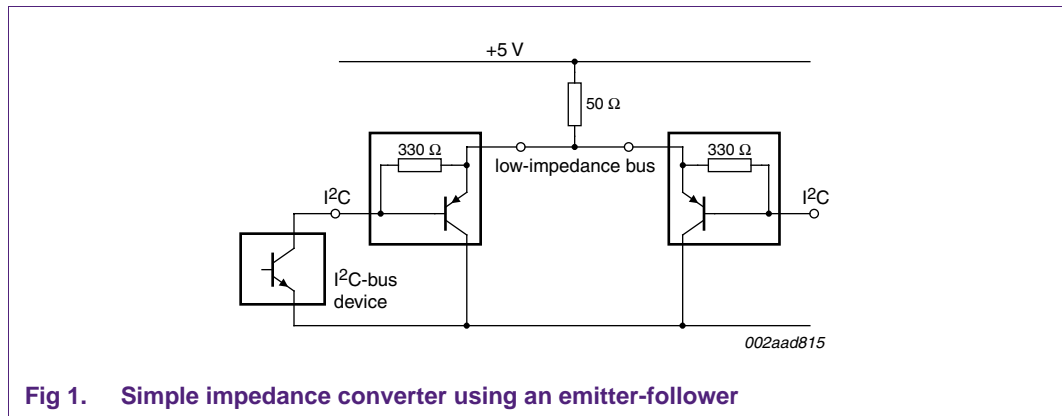 +5 V
50 Ω
330 Ω
330 Ω
low-impedance bus
I²C
I²C
I²C-bus
device
002aad815
Fig 1. Simple impedance converter using an emitter-follower